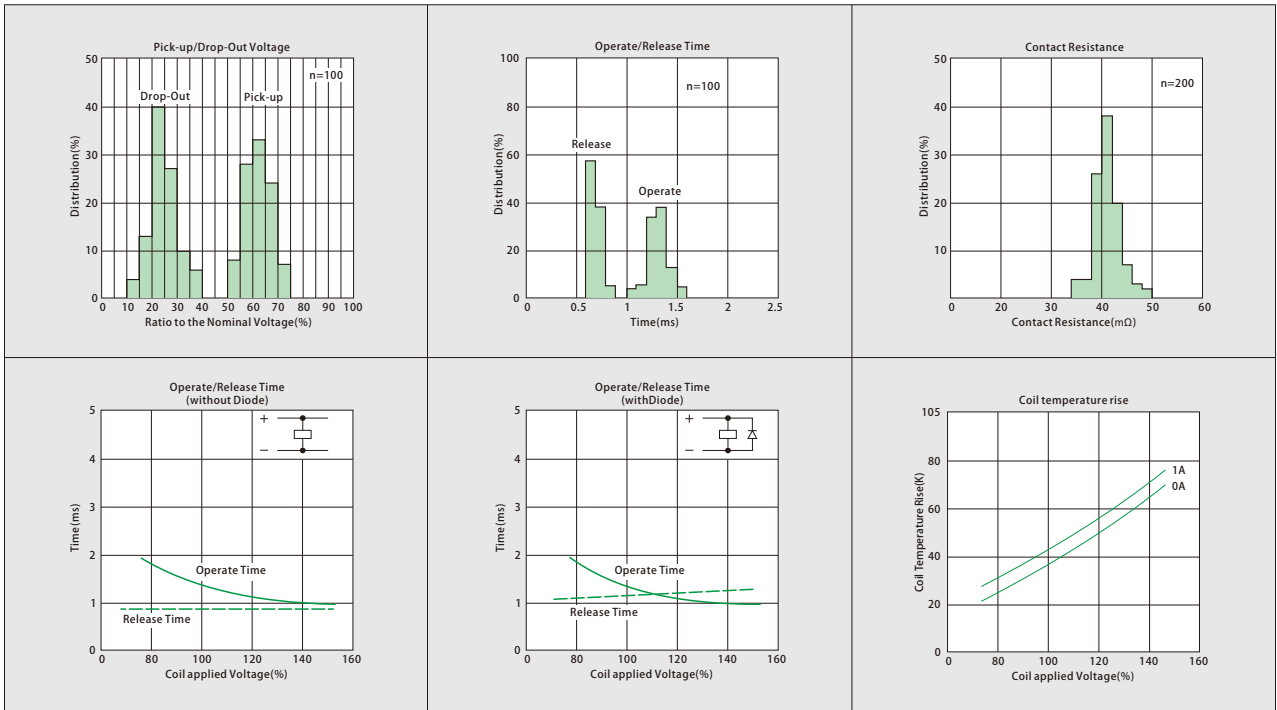 Pick-up/Drop-Out Voltage
50
n=100
Drop-Out
Pick-up
40
30
20
10
0
Distribution(%)
0 10 20 30 40 50 60 70 80 90 100
Ratio to the Nominal Voltage(%)
Operate/Release Time
100
n=100
80
Release
60
Operate
40
20
0
Distribution(%)
0 0.5 1 1.5 2 2.5
Time(ms)
Contact Resistance
50
n=200
40
30
20
10
Distribution(%)
0 20 30 40 50 60
Contact Resistance(mΩ)
Operate/Release Time
(without Diode)
5
+
−
4
3
2
Operate Time
1
Release Time
0
Time(ms)
0 80 100 120 140 160
Coil applied Voltage(%)
Operate/Release Time
(withDiode)
5
+
−
4
3
2
Operate Time
1
Release Time
0
Time(ms)
0 80 100 120 140 160
Coil applied Voltage(%)
Coil temperature rise
105
80
1A
0A
60
40
20
0
Coil Temperature Rise(K)
0 80 100 120 140 160
Coil applied Voltage(%)